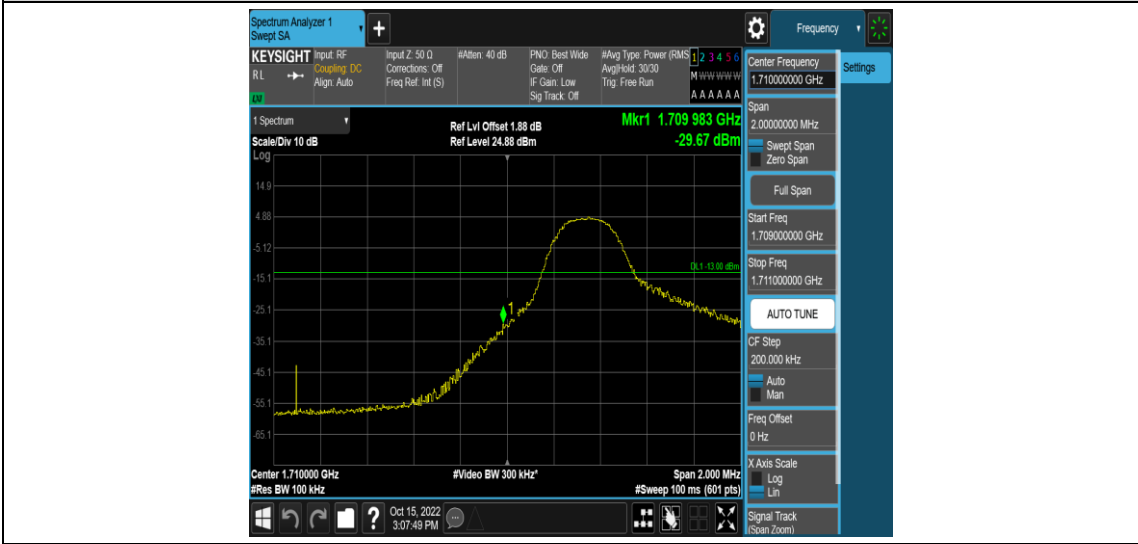 Spectrum Analyzer 1
Swept SA
+
Frequency
KEYSIGHT
RL
LXI
Input: RF
Coupling: DC
Align: Auto
Input Z: 50 Ω
Corrections: Off
Freq Ref: Int (S)
#Atten: 40 dB
PNO: Best Wide
Gate: Off
IF Gain: Low
Sig Track: Off
#Avg Type: Power (RMS
Avg|Hold: 30/30
Trig: Free Run
1 2 3 4 5 6
M W W W W W
A A A A A A
1 Spectrum
Scale/Div 10 dB
Log
Ref Lvl Offset 1.88 dB
Ref Level 24.88 dBm
Mkr1 1.709 983 GHz
-29.67 dBm
14.9
4.88
-5.12
-15.1
-25.1
-35.1
-45.1
-55.1
-65.1
DL1 -13.00 dBm
1
Center 1.710000 GHz
#Res BW 100 kHz
#Video BW 300 kHz*
Span 2.000 MHz
#Sweep 100 ms (601 pts)
Center Frequency
1.710000000 GHz
Settings
Span
2.00000000 MHz
Swept Span
Zero Span
Full Span
Start Freq
1.709000000 GHz
Stop Freq
1.711000000 GHz
AUTO TUNE
CF Step
200.000 kHz
Auto
Man
Freq Offset
0 Hz
X Axis Scale
Log
Lin
Signal Track
(Span Zoom)
?
Oct 15, 2022
3:07:49 PM